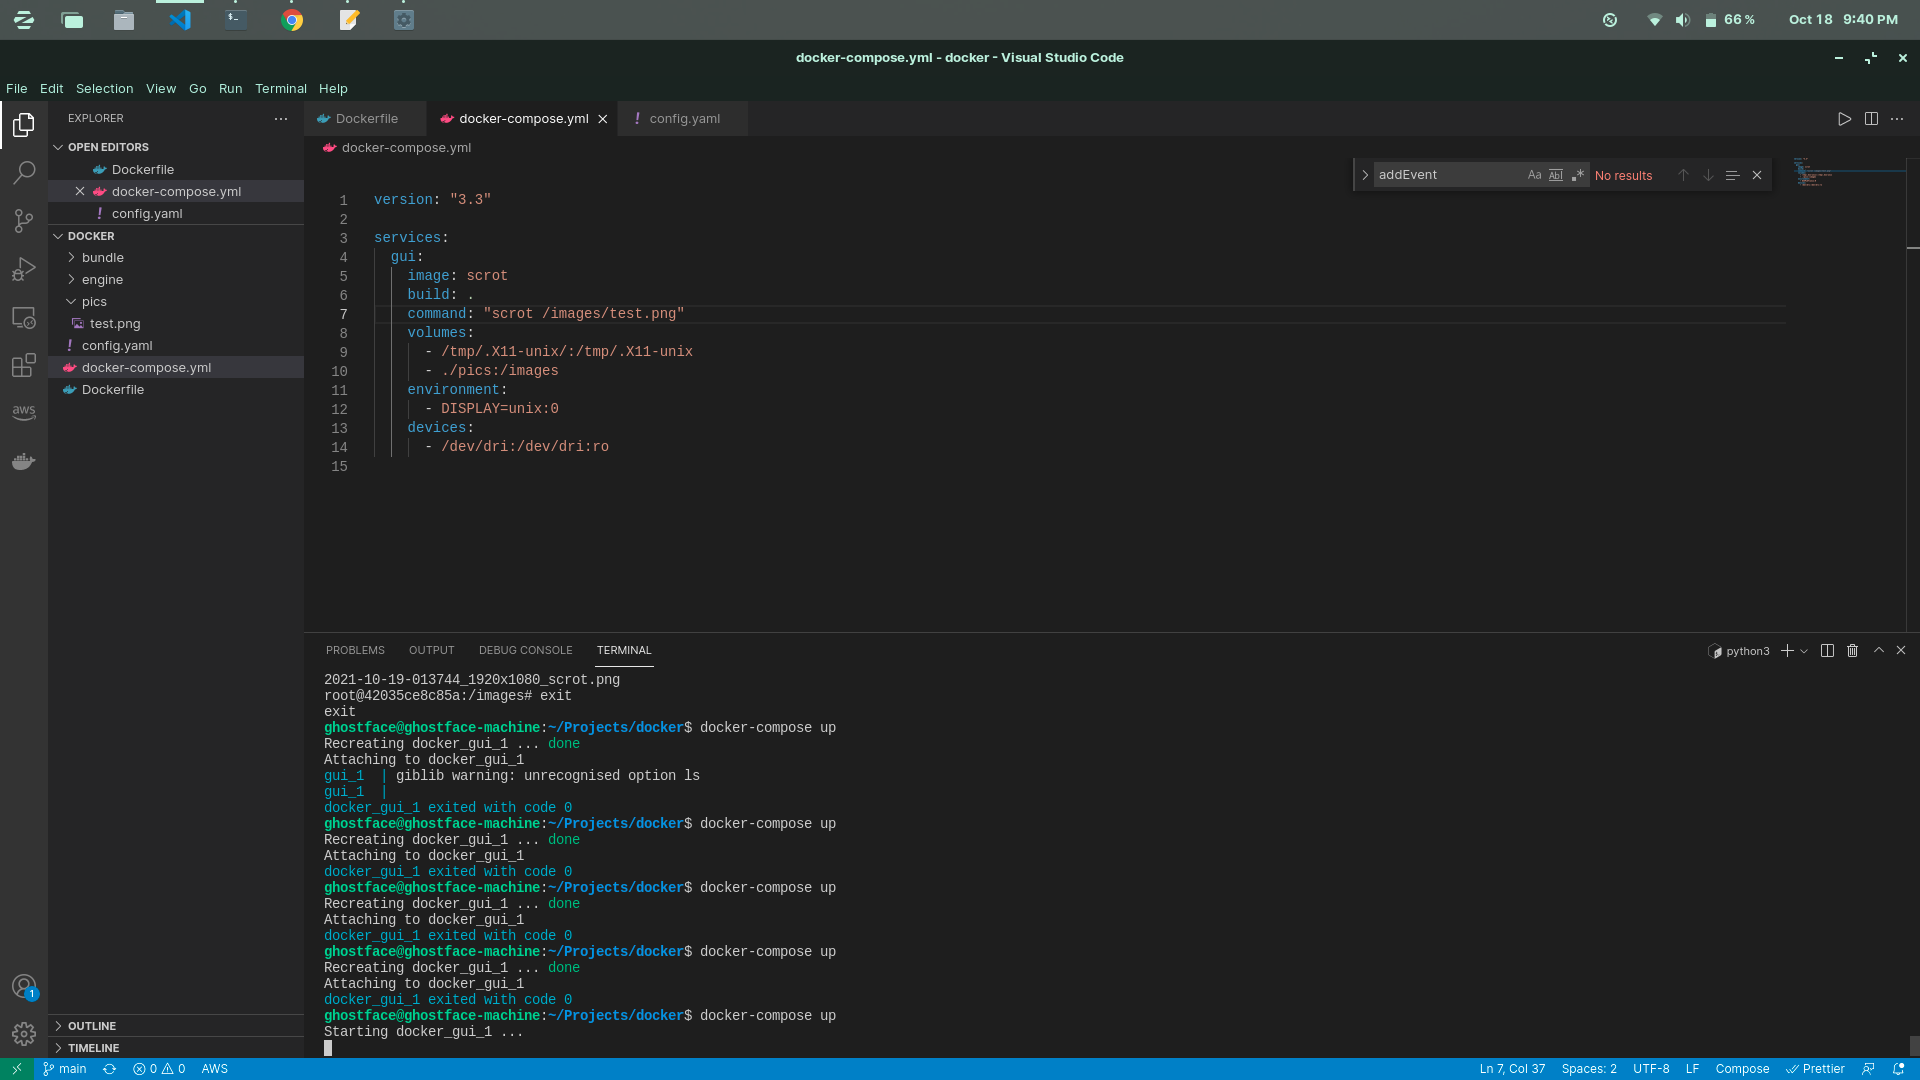 66 %
Oct 18 9:40 PM
docker-compose.yml - docker - Visual Studio Code
File Edit Selection View Go Run Terminal Help
EXPLORER
OPEN EDITORS
Dockerfile
docker-compose.yml
config.yaml
DOCKER
bundle
engine
pics
test.png
config.yaml
docker-compose.yml
Dockerfile
aws
1
OUTLINE
TIMELINE
Dockerfile docker-compose.yml config.yaml
docker-compose.yml
addEvent Aa Abl .* No results
1 version: "3.3"
2
3 services:
4 gui:
5 image: scrot
6 build: .
7 command: "scrot /images/test.png"
8 volumes:
9 - /tmp/.X11-unix/:/tmp/.X11-unix
10 - ./pics:/images
11 environment:
12 - DISPLAY=unix:0
13 devices:
14 - /dev/dri:/dev/dri:ro
15
PROBLEMS OUTPUT DEBUG CONSOLE TERMINAL
python3
2021-10-19-013744_1920x1080_scrot.png
root@42035ce8c85a:/images# exit
exit
ghostface@ghostface-machine:~/Projects/docker$ docker-compose up
Recreating docker_gui_1 ... done
Attaching to docker_gui_1
gui_1 | giblib warning: unrecognised option ls
gui_1 |
docker_gui_1 exited with code 0
ghostface@ghostface-machine:~/Projects/docker$ docker-compose up
Recreating docker_gui_1 ... done
Attaching to docker_gui_1
docker_gui_1 exited with code 0
ghostface@ghostface-machine:~/Projects/docker$ docker-compose up
Recreating docker_gui_1 ... done
Attaching to docker_gui_1
docker_gui_1 exited with code 0
ghostface@ghostface-machine:~/Projects/docker$ docker-compose up
Recreating docker_gui_1 ... done
Attaching to docker_gui_1
docker_gui_1 exited with code 0
ghostface@ghostface-machine:~/Projects/docker$ docker-compose up
Starting docker_gui_1 ...
main 0 0 AWS
Ln 7, Col 37 Spaces: 2 UTF-8 LF Compose Prettier